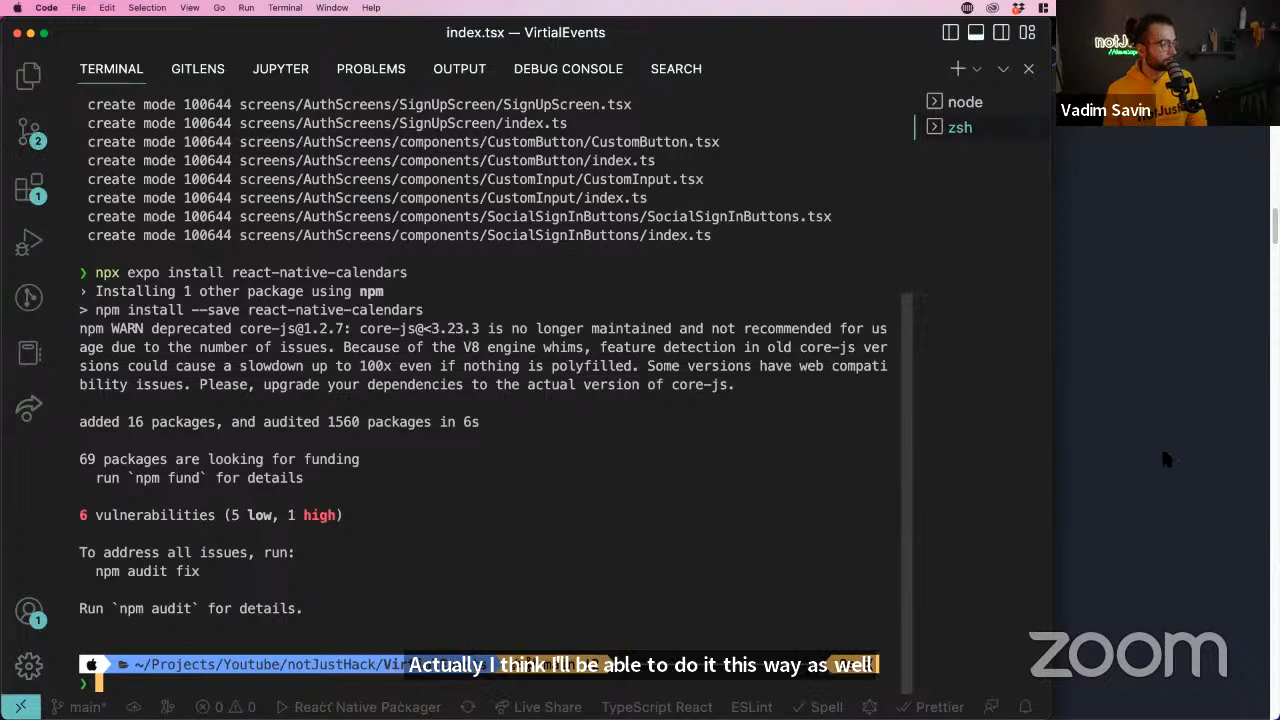 Code File Edit Selection View Go Run Terminal Window Help
index.tsx — VirtialEvents
TERMINAL GITLENS JUPYTER PROBLEMS OUTPUT DEBUG CONSOLE SEARCH
create mode 100644 screens/AuthScreens/SignUpScreen/SignUpScreen.tsx
create mode 100644 screens/AuthScreens/SignUpScreen/index.ts
create mode 100644 screens/AuthScreens/components/CustomButton/CustomButton.tsx
create mode 100644 screens/AuthScreens/components/CustomButton/index.ts
create mode 100644 screens/AuthScreens/components/CustomInput/CustomInput.tsx
create mode 100644 screens/AuthScreens/components/CustomInput/index.ts
create mode 100644 screens/AuthScreens/components/SocialSignInButtons/SocialSignInButtons.tsx
create mode 100644 screens/AuthScreens/components/SocialSignInButtons/index.ts
❯ npx expo install react-native-calendars
› Installing 1 other package using npm
> npm install --save react-native-calendars
npm WARN deprecated core-js@1.2.7: core-js@<3.23.3 is no longer maintained and not recommended for us
age due to the number of issues. Because of the V8 engine whims, feature detection in old core-js ver
sions could cause a slowdown up to 100x even if nothing is polyfilled. Some versions have web compati
bility issues. Please, upgrade your dependencies to the actual version of core-js.
added 16 packages, and audited 1560 packages in 6s
69 packages are looking for funding
run `npm fund` for details
6 vulnerabilities (5 low, 1 high)
To address all issues, run:
npm audit fix
Run `npm audit` for details.
~/Projects/Youtube/notJustHack/Vir
❯
Actually I think I'll be able to do it this way as well
node
zsh
2
1
1
main* 0 0 React Native Packager Live Share TypeScript React ESLint Spell Prettier
Vadim Savin
zoom